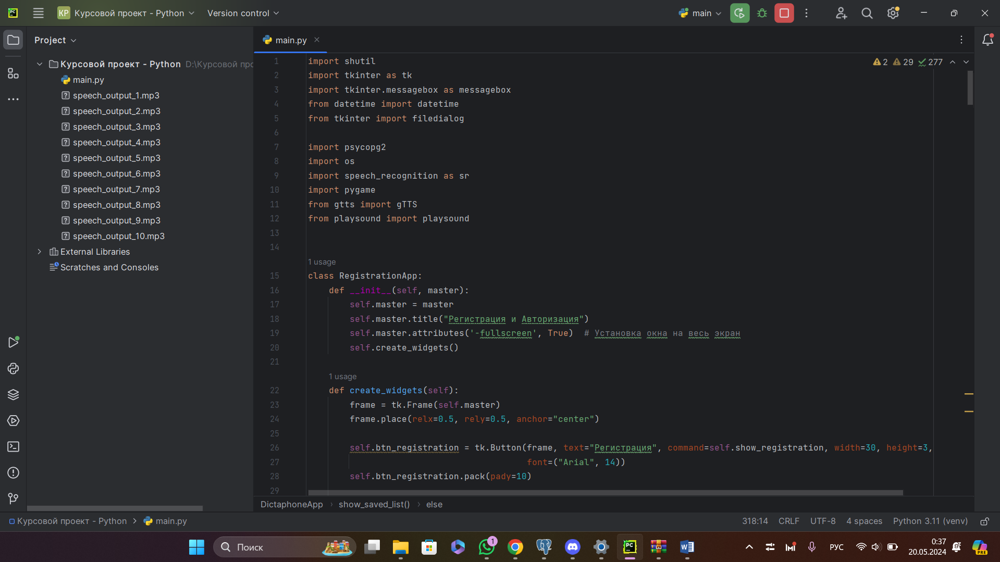 KP Курсовой проект - Python Version control main
Project
Курсовой проект - Python D:\Курсовой про
main.py
speech_output_1.mp3
speech_output_2.mp3
speech_output_3.mp3
speech_output_4.mp3
speech_output_5.mp3
speech_output_6.mp3
speech_output_7.mp3
speech_output_8.mp3
speech_output_9.mp3
speech_output_10.mp3
External Libraries
Scratches and Consoles
main.py
2 29 277
1 import shutil
2 import tkinter as tk
3 import tkinter.messagebox as messagebox
4 from datetime import datetime
5 from tkinter import filedialog
6
7 import psycopg2
8 import os
9 import speech_recognition as sr
10 import pygame
11 from gtts import gTTS
12 from playsound import playsound
13
14
1 usage
15 class RegistrationApp:
16 def __init__(self, master):
17 self.master = master
18 self.master.title("Регистрация и Авторизация")
19 self.master.attributes('-fullscreen', True) # Установка окна на весь экран
20 self.create_widgets()
21
1 usage
22 def create_widgets(self):
23 frame = tk.Frame(self.master)
24 frame.place(relx=0.5, rely=0.5, anchor="center")
25
26 self.btn_registration = tk.Button(frame, text="Регистрация", command=self.show_registration, width=30, height=3,
27 font=("Arial", 14))
28 self.btn_registration.pack(pady=10)
29
DictaphoneApp › show_saved_list() › else
Курсовой проект - Python > main.py 318:14 CRLF UTF-8 4 spaces Python 3.11 (venv)
Поиск 1 PC W РУС 0:37
20.05.2024
PRE